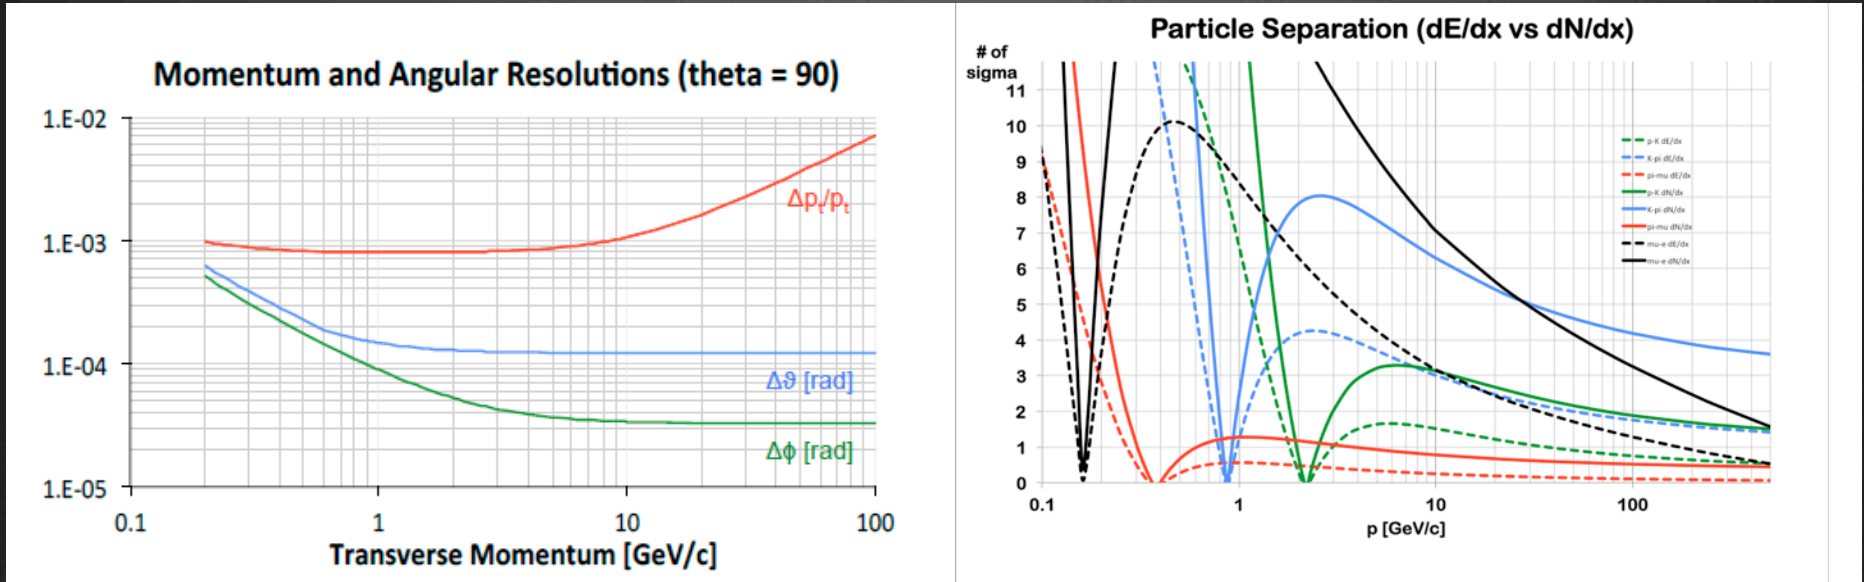 Momentum and Angular Resolutions (theta = 90)
1.E-02
1.E-03
1.E-04
1.E-05
Δpt/pt
Δϑ [rad]
Δϕ [rad]
0.1
1
10
100
Transverse Momentum [GeV/c]
Particle Separation (dE/dx vs dN/dx)
# of
sigma
11
10
9
8
7
6
5
4
3
2
1
0
p-K dE/dx
K-pi dE/dx
pi-mu dE/dx
p-K dN/dx
K-pi dN/dx
pi-mu dN/dx
mu-e dE/dx
mu-e dN/dx
0.1
1
10
100
p [GeV/c]